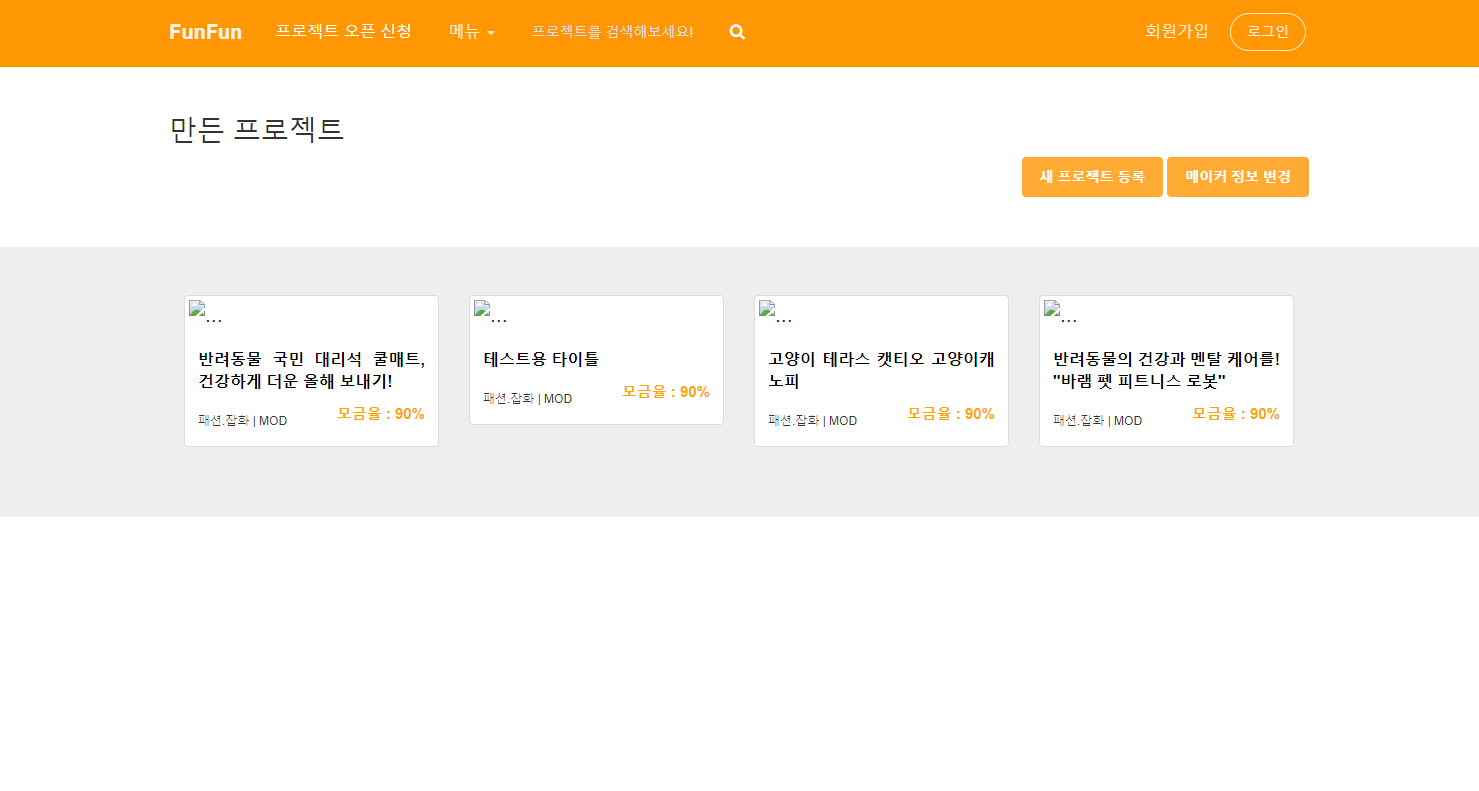 FunFun 프로젝트 오픈 신청 메뉴 프로젝트를 검색해보세요! 회원가입 로그인
만든 프로젝트
새 프로젝트 등록 메이커 정보 변경
...
반려동물 국민 대리석 쿨매트,
건강하게 더운 올해 보내기!
패션.잡화 | MOD 모금율 : 90%
...
테스트용 타이틀
패션.잡화 | MOD 모금율 : 90%
...
고양이 테라스 캣티오 고양이캐
노피
패션.잡화 | MOD 모금율 : 90%
...
반려동물의 건강과 멘탈 케어를!
"바램 펫 피트니스 로봇"
패션.잡화 | MOD 모금율 : 90%